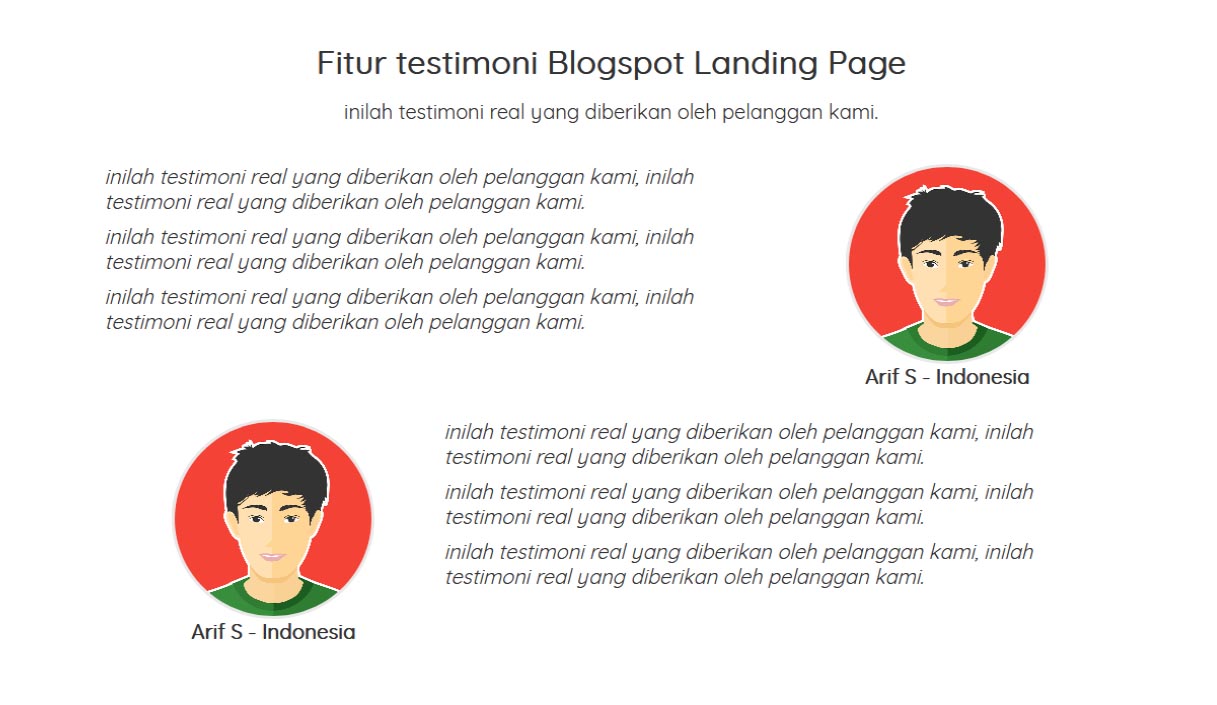 Fitur testimoni Blogspot Landing Page
inilah testimoni real yang diberikan oleh pelanggan kami.
inilah testimoni real yang diberikan oleh pelanggan kami, inilah
testimoni real yang diberikan oleh pelanggan kami.
inilah testimoni real yang diberikan oleh pelanggan kami, inilah
testimoni real yang diberikan oleh pelanggan kami.
inilah testimoni real yang diberikan oleh pelanggan kami, inilah
testimoni real yang diberikan oleh pelanggan kami.
Arif S - Indonesia
inilah testimoni real yang diberikan oleh pelanggan kami, inilah
testimoni real yang diberikan oleh pelanggan kami.
inilah testimoni real yang diberikan oleh pelanggan kami, inilah
testimoni real yang diberikan oleh pelanggan kami.
inilah testimoni real yang diberikan oleh pelanggan kami, inilah
testimoni real yang diberikan oleh pelanggan kami.
Arif S - Indonesia